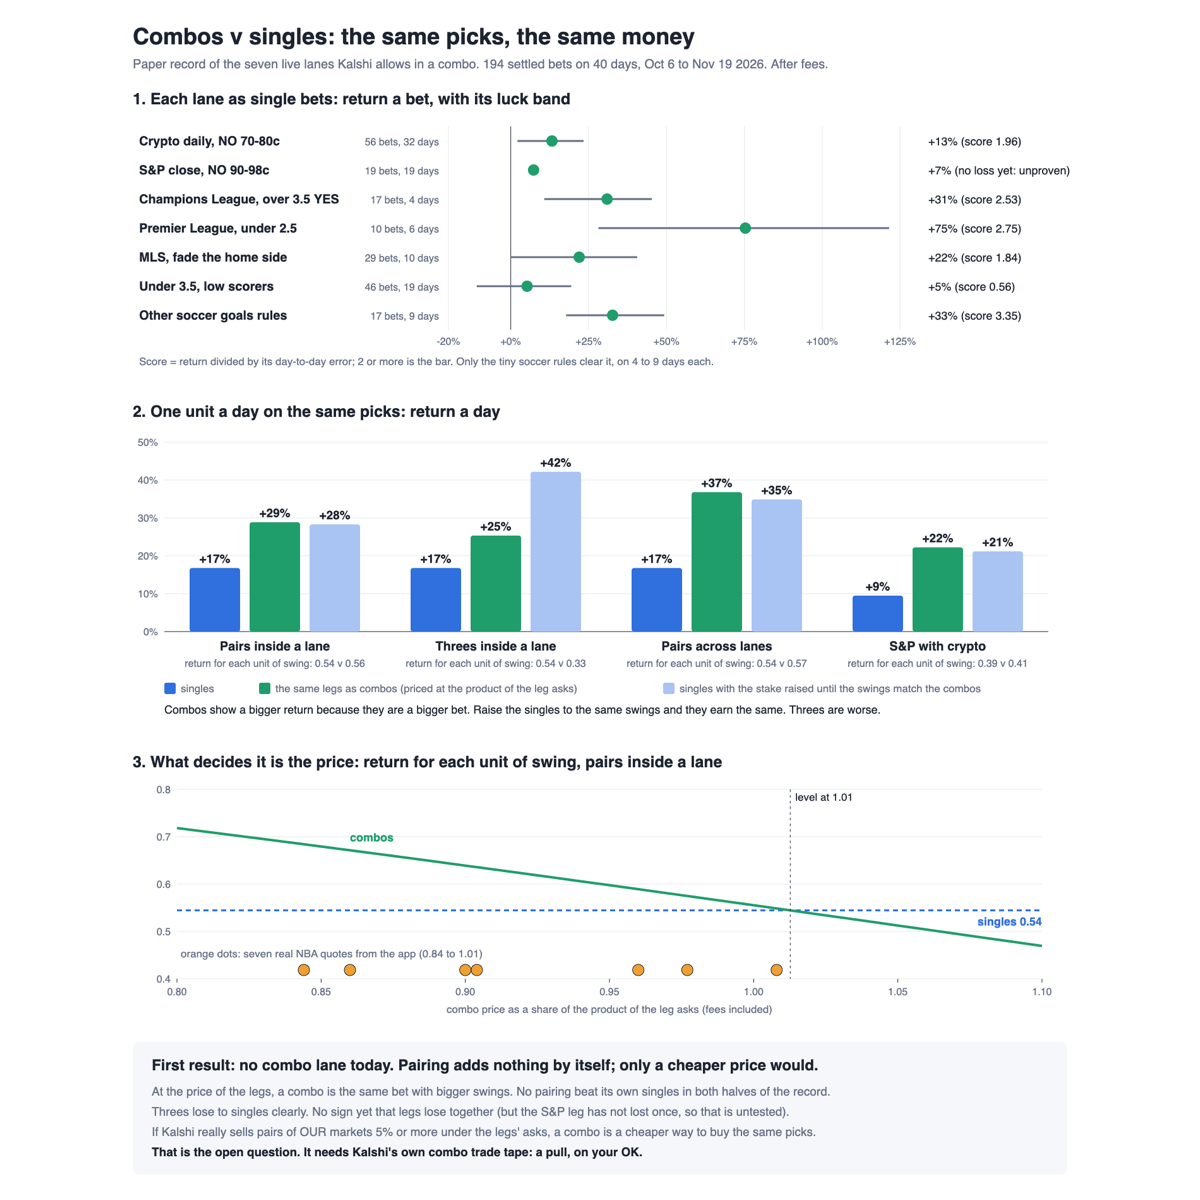 Combos v singles: the same picks, the same money
Paper record of the seven live lanes Kalshi allows in a combo. 194 settled bets on 40 days, Oct 6 to Nov 19 2026. After fees.
1. Each lane as single bets: return a bet, with its luck band
Crypto daily, NO 70-80c 56 bets, 32 days +13% (score 1.96)
S&P close, NO 90-98c 19 bets, 19 days +7% (no loss yet: unproven)
Champions League, over 3.5 YES 17 bets, 4 days +31% (score 2.53)
Premier League, under 2.5 10 bets, 6 days +75% (score 2.75)
MLS, fade the home side 29 bets, 10 days +22% (score 1.84)
Under 3.5, low scorers 46 bets, 19 days +5% (score 0.56)
Other soccer goals rules 17 bets, 9 days +33% (score 3.35)
-20% +0% +25% +50% +75% +100% +125%
Score = return divided by its day-to-day error; 2 or more is the bar. Only the tiny soccer rules clear it, on 4 to 9 days each.
2. One unit a day on the same picks: return a day
50%
40%
30%
20%
10%
0%
+17% +29% +28%
+17% +25% +42%
+17% +37% +35%
+9% +22% +21%
Pairs inside a lane Threes inside a lane Pairs across lanes S&P with crypto
return for each unit of swing: 0.54 v 0.56 return for each unit of swing: 0.54 v 0.33 return for each unit of swing: 0.54 v 0.57 return for each unit of swing: 0.39 v 0.41
singles the same legs as combos (priced at the product of the leg asks) singles with the stake raised until the swings match the combos
Combos show a bigger return because they are a bigger bet. Raise the singles to the same swings and they earn the same. Threes are worse.
3. What decides it is the price: return for each unit of swing, pairs inside a lane
0.8
level at 1.01
0.7
combos
0.6
singles 0.54
0.5
orange dots: seven real NBA quotes from the app (0.84 to 1.01)
0.4
0.80 0.85 0.90 0.95 1.00 1.05 1.10
combo price as a share of the product of the leg asks (fees included)
First result: no combo lane today. Pairing adds nothing by itself; only a cheaper price would.
At the price of the legs, a combo is the same bet with bigger swings. No pairing beat its own singles in both halves of the record.
Threes lose to singles clearly. No sign yet that legs lose together (but the S&P leg has not lost once, so that is untested).
If Kalshi really sells pairs of OUR markets 5% or more under the legs' asks, a combo is a cheaper way to buy the same picks.
That is the open question. It needs Kalshi's own combo trade tape: a pull, on your OK.